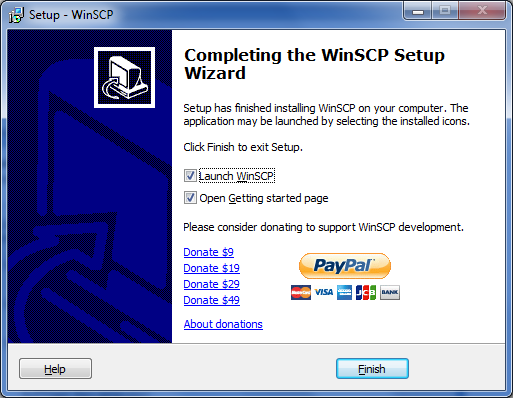 Setup - WinSCP
Completing the WinSCP Setup
Wizard
Setup has finished installing WinSCP on your computer. The
application may be launched by selecting the installed icons.
Click Finish to exit Setup.
Launch WinSCP
Open Getting started page
Please consider donating to support WinSCP development.
Donate $9
Donate $19
Donate $29
Donate $49
PayPal
MasterCard VISA AMEX JCB BANK
About donations
Help
Finish